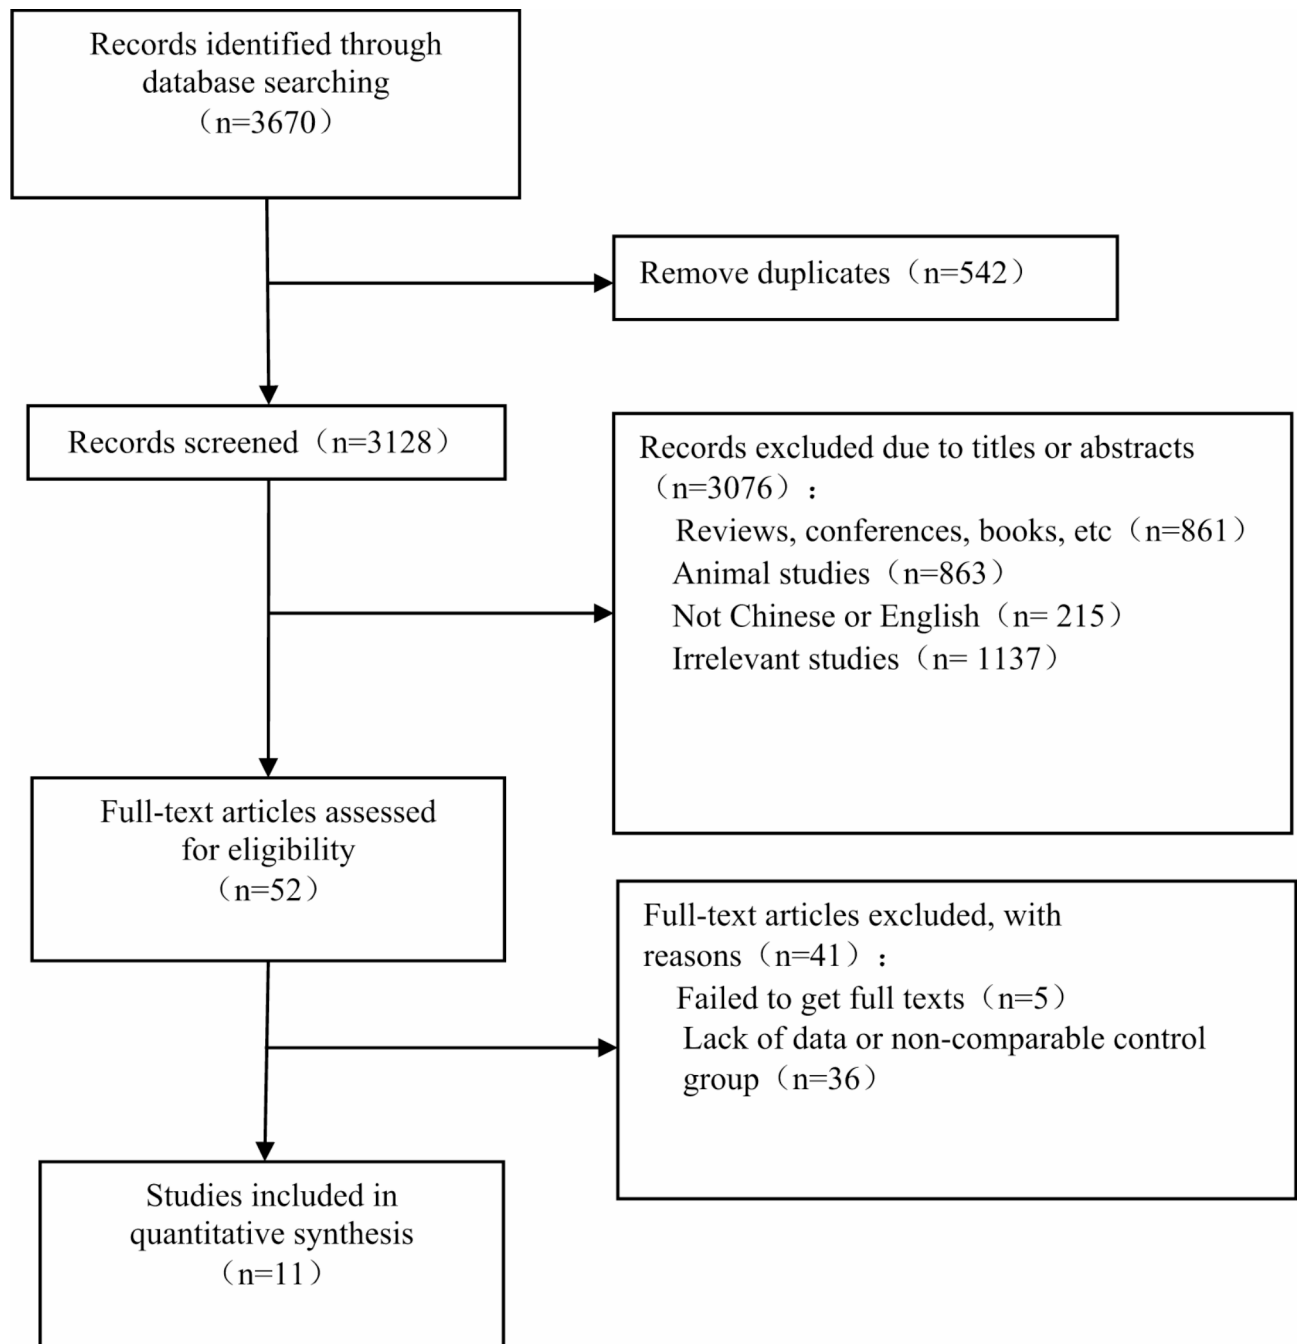 Records identified through
database searching
（n=3670）
Remove duplicates（n=542）
Records screened（n=3128）
Records excluded due to titles or abstracts
（n=3076）：
Reviews, conferences, books, etc（n=861）
Animal studies（n=863）
Not Chinese or English（n= 215）
Irrelevant studies（n= 1137）
Full-text articles assessed
for eligibility
（n=52）
Full-text articles excluded, with
reasons（n=41）：
Failed to get full texts（n=5）
Lack of data or non-comparable control
group（n=36）
Studies included in
quantitative synthesis
（n=11）